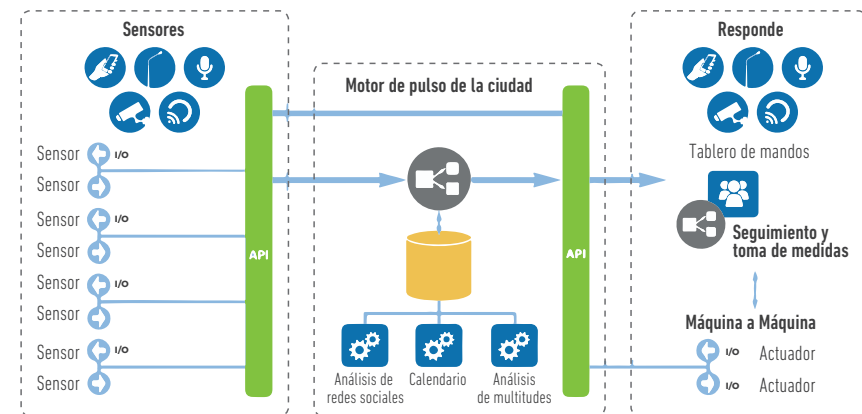 Sensores
Sensor I/O
Sensor
Sensor I/O
Sensor
Sensor I/O
Sensor
Sensor I/O
Sensor
API
Motor de pulso de la ciudad
Análisis de
redes sociales
Calendario
Análisis
de multitudes
API
Responde
Tablero de mandos
Seguimiento y
toma de medidas
Máquina a Máquina
I/O Actuador
I/O Actuador